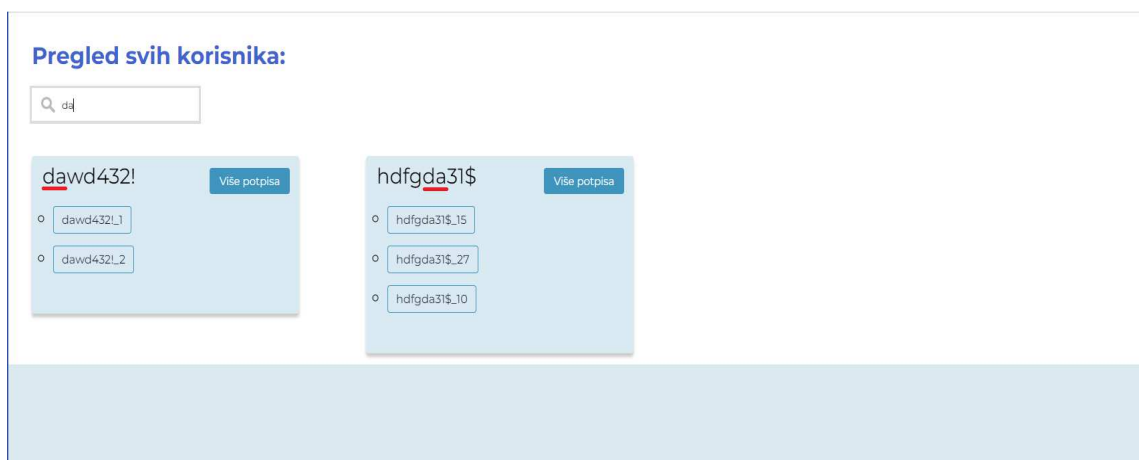 Pregled svih korisnika:
da
dawd432!
Više potpisa
dawd432!_1
dawd432!_2
hdfgda31$
Više potpisa
hdfgda31$_15
hdfgda31$_27
hdfgda31$_10